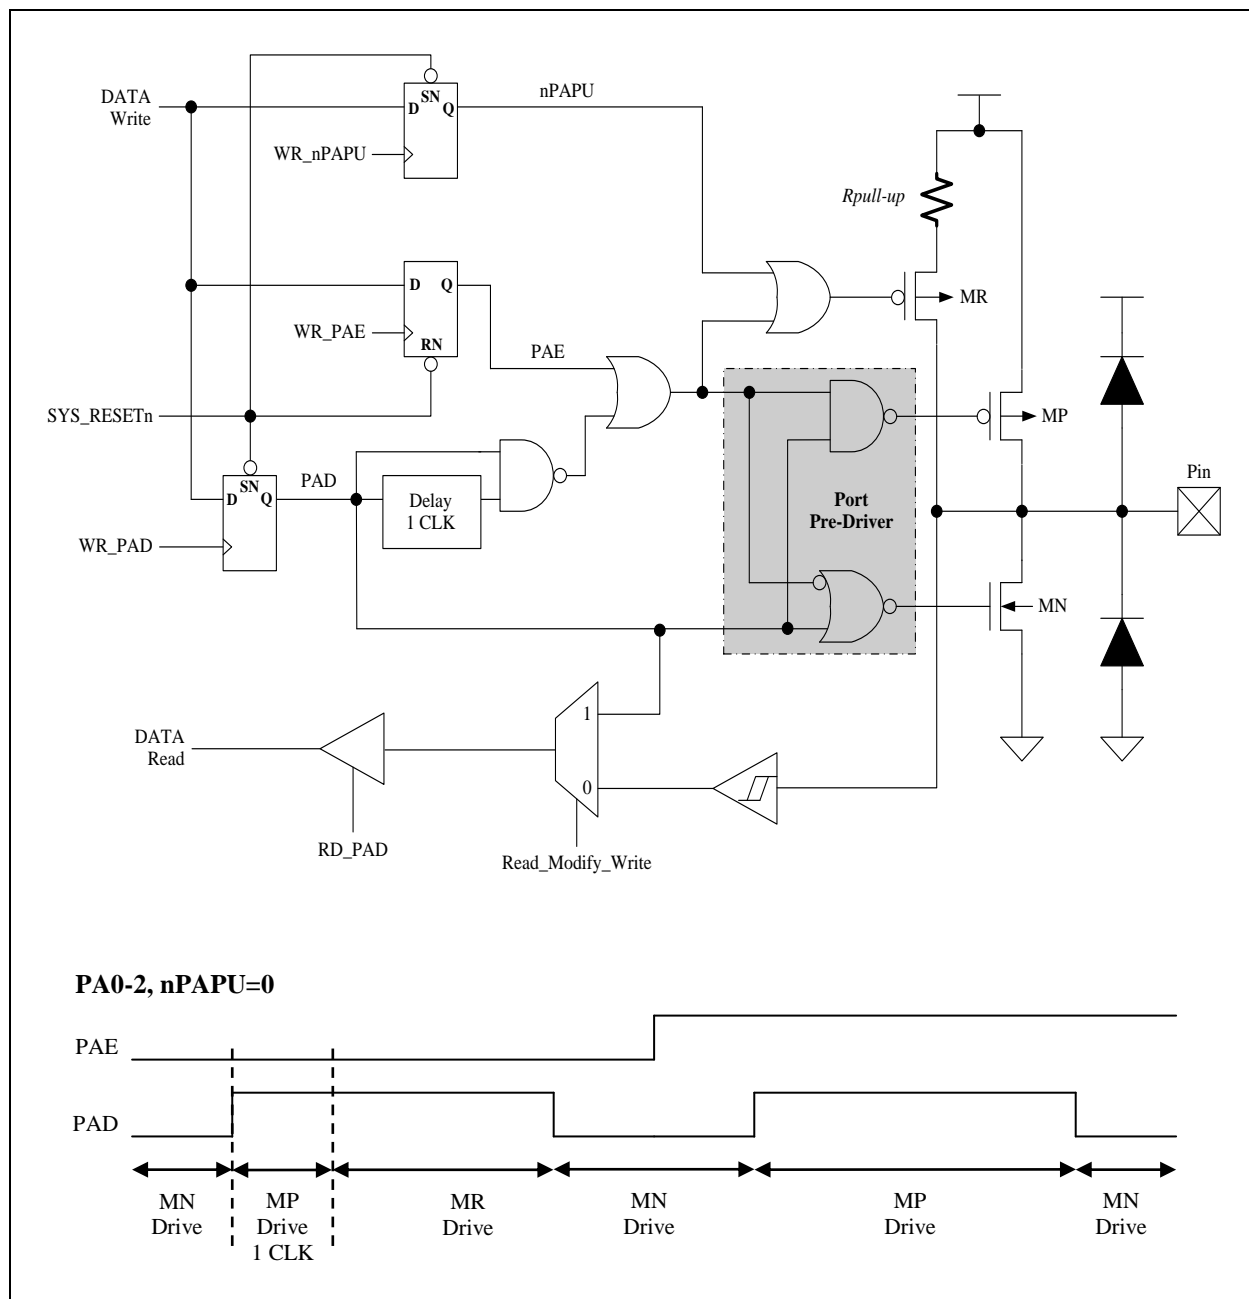 DATA
Write
SN
D
Q
nPAPU
WR_nPAPU
Rpull-up
D
Q
MR
WR_PAE
RN
PAE
SYS_RESETn
MP
SN
D
Q
PAD
Delay
1 CLK
Port
Pre-Driver
Pin
WR_PAD
MN
1
DATA
Read
0
RD_PAD
Read_Modify_Write
PA0-2, nPAPU=0
PAE
PAD
MN
Drive
MP
Drive
1 CLK
MR
Drive
MN
Drive
MP
Drive
MN
Drive